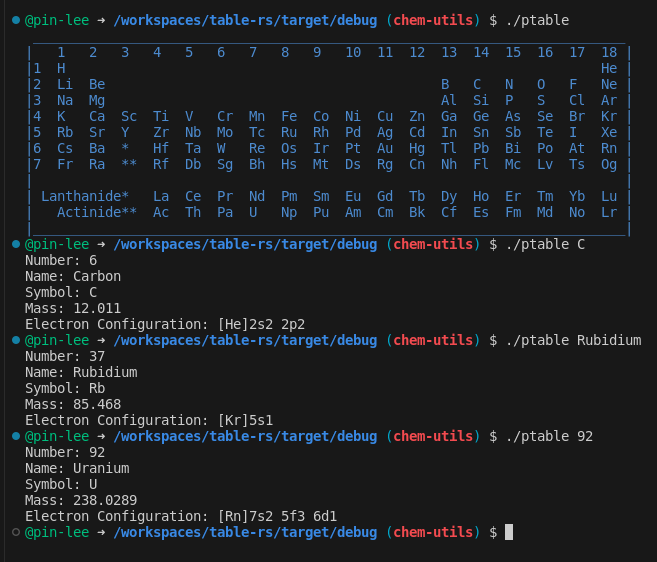 @pin-lee → /workspaces/table-rs/target/debug (chem-utils) $ ./ptable
1 2 3 4 5 6 7 8 9 10 11 12 13 14 15 16 17 18 |
|1 H He |
|2 Li Be B C N O F Ne |
|3 Na Mg Al Si P S Cl Ar |
|4 K Ca Sc Ti V Cr Mn Fe Co Ni Cu Zn Ga Ge As Se Br Kr |
|5 Rb Sr Y Zr Nb Mo Tc Ru Rh Pd Ag Cd In Sn Sb Te I Xe |
|6 Cs Ba * Hf Ta W Re Os Ir Pt Au Hg Tl Pb Bi Po At Rn |
|7 Fr Ra ** Rf Db Sg Bh Hs Mt Ds Rg Cn Nh Fl Mc Lv Ts Og |
| |
| Lanthanide* La Ce Pr Nd Pm Sm Eu Gd Tb Dy Ho Er Tm Yb Lu |
| Actinide** Ac Th Pa U Np Pu Am Cm Bk Cf Es Fm Md No Lr |
@pin-lee → /workspaces/table-rs/target/debug (chem-utils) $ ./ptable C
Number: 6
Name: Carbon
Symbol: C
Mass: 12.011
Electron Configuration: [He]2s2 2p2
@pin-lee → /workspaces/table-rs/target/debug (chem-utils) $ ./ptable Rubidium
Number: 37
Name: Rubidium
Symbol: Rb
Mass: 85.468
Electron Configuration: [Kr]5s1
@pin-lee → /workspaces/table-rs/target/debug (chem-utils) $ ./ptable 92
Number: 92
Name: Uranium
Symbol: U
Mass: 238.0289
Electron Configuration: [Rn]7s2 5f3 6d1
@pin-lee → /workspaces/table-rs/target/debug (chem-utils) $